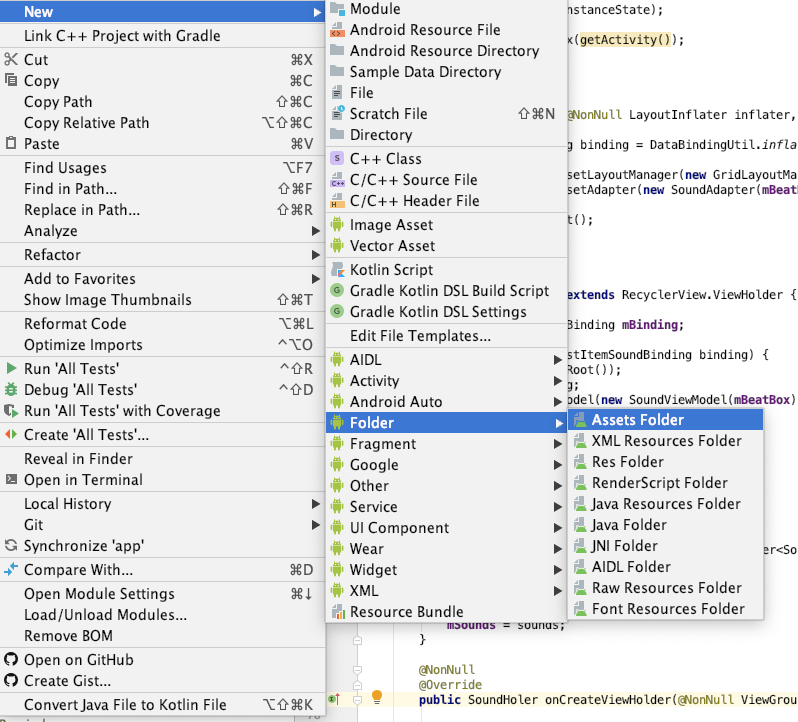 New
Link C++ Project with Gradle
Cut ⌘X
Copy ⌘C
Copy Path ⇧⌘C
Copy Relative Path ⌥⇧⌘C
Paste ⌘V
Find Usages ⌥F7
Find in Path... ⇧⌘F
Replace in Path... ⇧⌘R
Analyze
Refactor
Add to Favorites
Show Image Thumbnails ⇧⌘T
Reformat Code ⌥⌘L
Optimize Imports ^⌥O
Run 'All Tests' ^⇧R
Debug 'All Tests' ^⇧D
Run 'All Tests' with Coverage
Create 'All Tests'...
Reveal in Finder
Open in Terminal
Local History
Git
Synchronize 'app'
Compare With... ⌘D
Open Module Settings ⌘↓
Load/Unload Modules...
Remove BOM
Open on GitHub
Create Gist...
Convert Java File to Kotlin File ⌥⇧⌘K
Module
Android Resource File
Android Resource Directory
Sample Data Directory
File
Scratch File ⇧⌘N
Directory
S C++ Class
C++ C/C++ Source File
H C/C++ Header File
Image Asset
Vector Asset
Kotlin Script
G Gradle Kotlin DSL Build Script
G Gradle Kotlin DSL Settings
Edit File Templates...
AIDL
Activity
Android Auto
Folder
Fragment
Google
Other
Service
UI Component
Wear
Widget
XML
Resource Bundle
Assets Folder
XML Resources Folder
Res Folder
RenderScript Folder
Java Resources Folder
Java Folder
JNI Folder
AIDL Folder
Raw Resources Folder
Font Resources Folder
nstanceState);
x(getActivity());
@NonNull LayoutInflater inflater,
g binding = DataBindingUtil.infla
setLayoutManager(new GridLayoutMa
setAdapter(new SoundAdapter(mBeat
t();
extends RecyclerView.ViewHolder {
Binding mBinding;
stItemSoundBinding binding) {
Root());
g;
odel(new SoundViewModel(mBeatBox)
er<So
mSounds = sounds;
}
@NonNull
@Override
public SoundHoler onCreateViewHolder(@NonNull ViewGrou